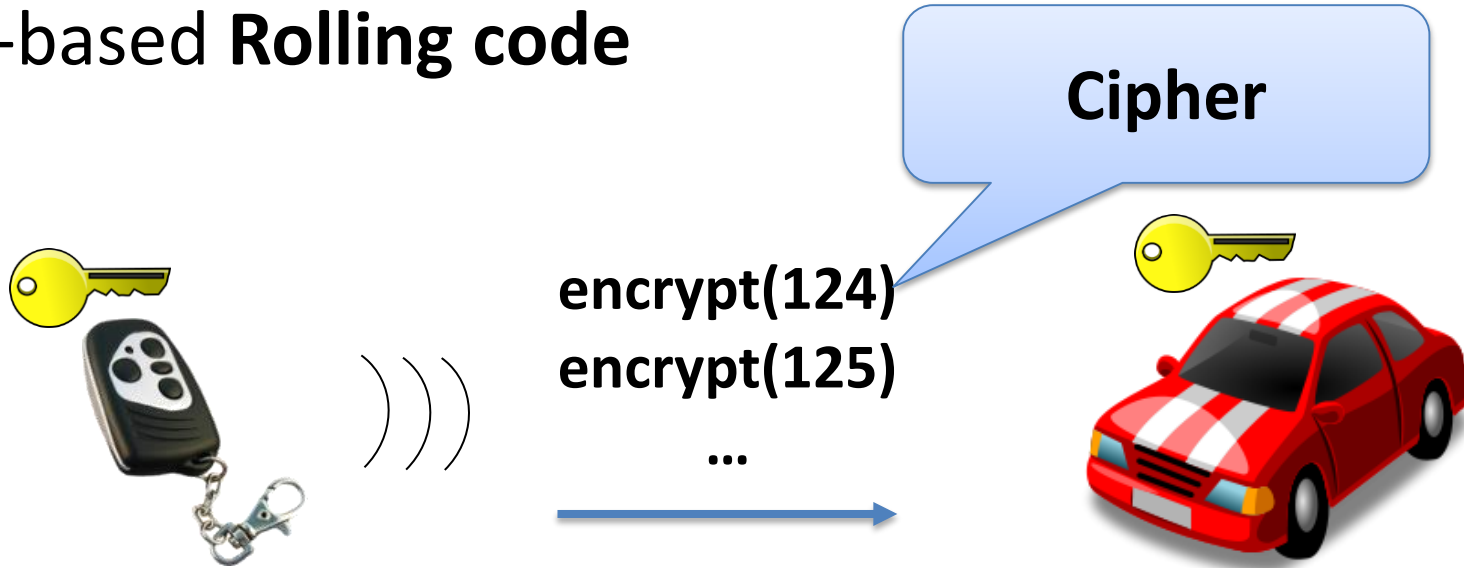 -based Rolling code
Cipher
encrypt(124)
encrypt(125)
...